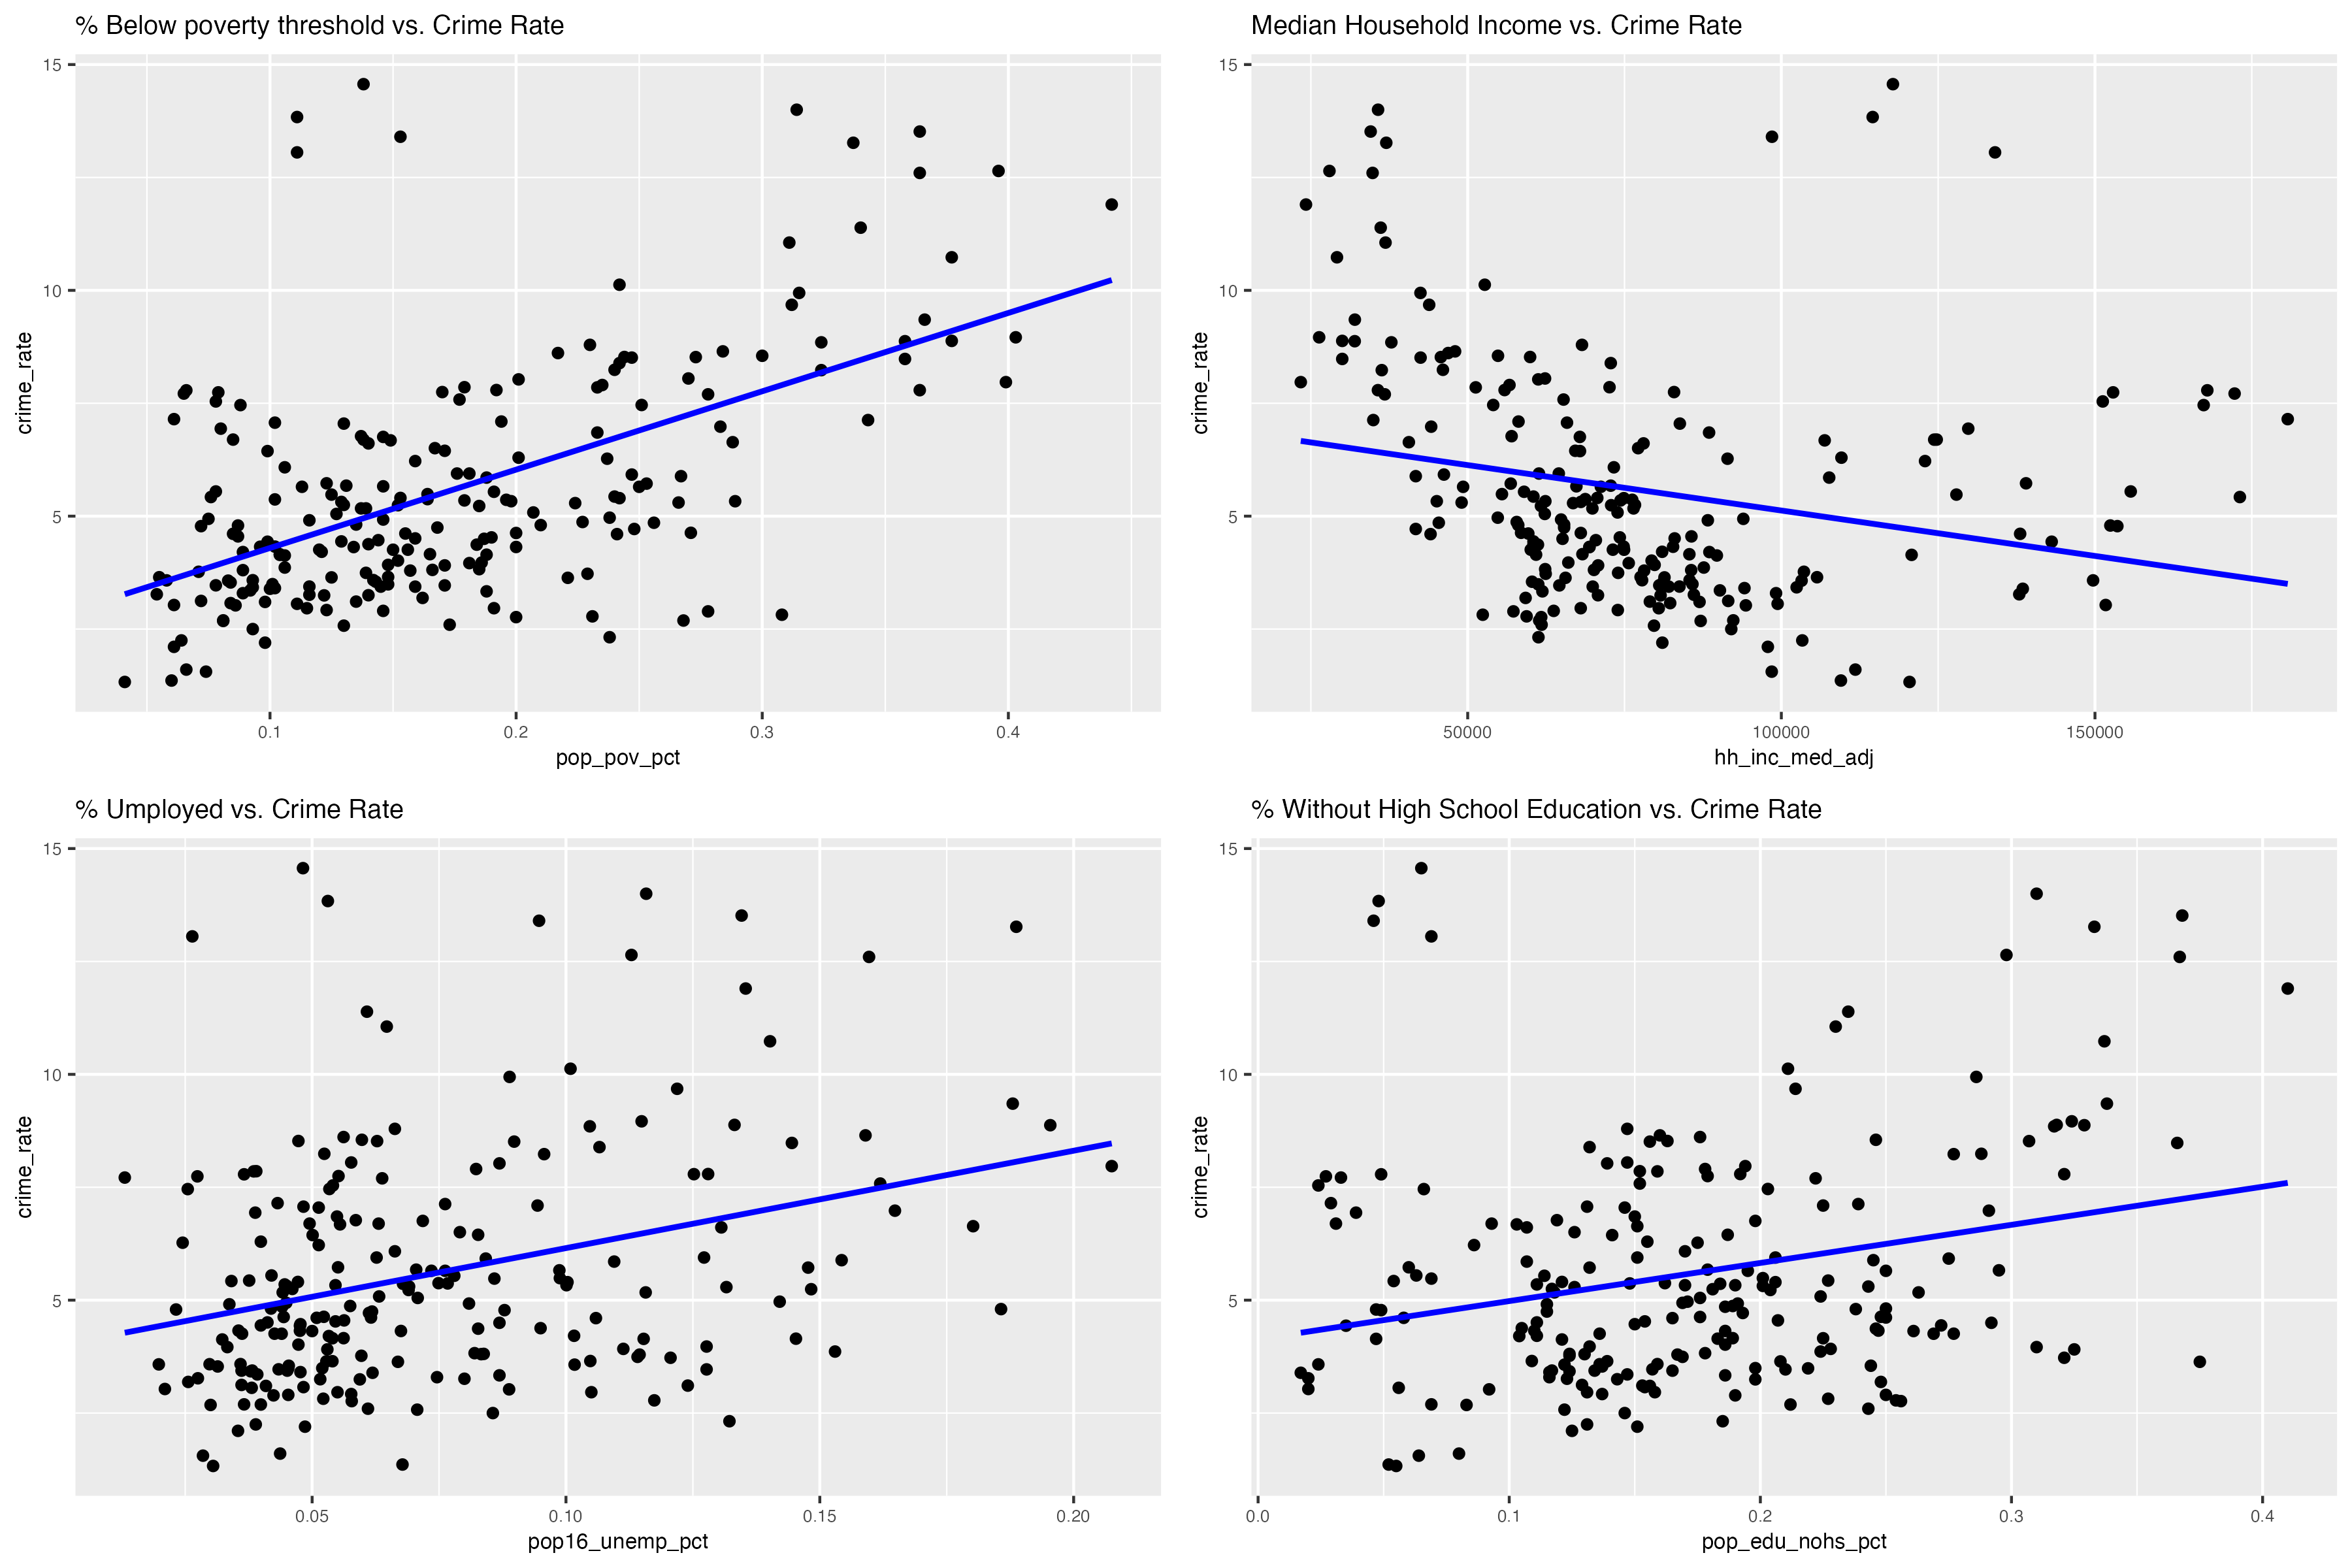 % Below poverty threshold vs. Crime Rate
15
10
5
crime_rate
0.1 0.2 0.3 0.4
pop_pov_pct
Median Household Income vs. Crime Rate
15
10
5
crime_rate
50000 100000 150000
hh_inc_med_adj
% Umployed vs. Crime Rate
15
10
5
crime_rate
0.05 0.10 0.15 0.20
pop16_unemp_pct
% Without High School Education vs. Crime Rate
15
10
5
crime_rate
0.0 0.1 0.2 0.3 0.4
pop_edu_nohs_pct